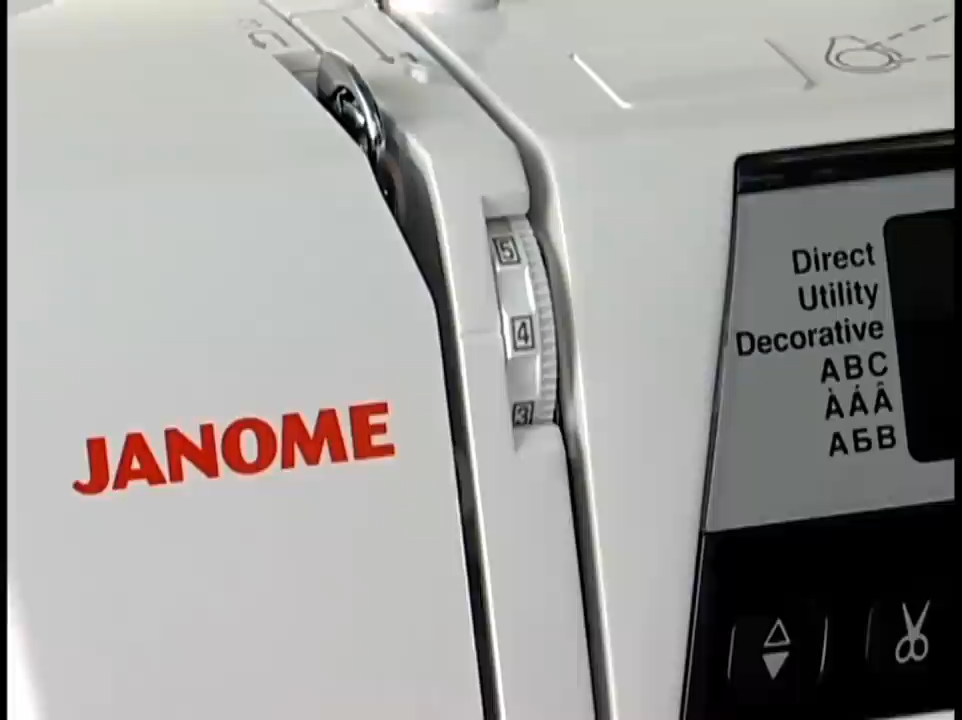 5
4
3
JANOME
Direct
Utility
Decorative
ABC
ÀÁÂ
АБВ